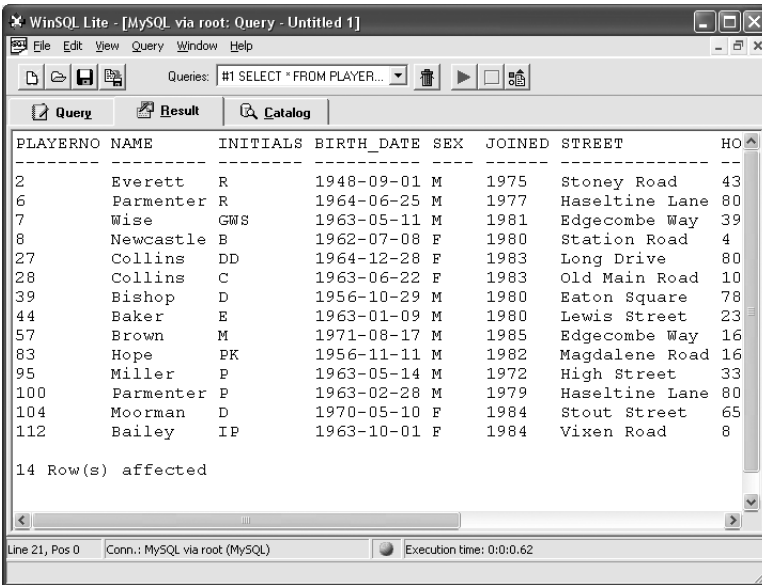 WinSQL Lite - [MySQL via root: Query - Untitled 1]
File Edit View Query Window Help
Queries: #1 SELECT * FROM PLAYER...
Query Result Catalog
PLAYERNO NAME INITIALS BIRTH_DATE SEX JOINED STREET HO
-------- --------- -------- ---------- ---- ------ -------------- --
2 Everett R 1948-09-01 M 1975 Stoney Road 43
6 Parmenter R 1964-06-25 M 1977 Haseltine Lane 80
7 Wise GWS 1963-05-11 M 1981 Edgecombe Way 39
8 Newcastle B 1962-07-08 F 1980 Station Road 4
27 Collins DD 1964-12-28 F 1983 Long Drive 80
28 Collins C 1963-06-22 F 1983 Old Main Road 10
39 Bishop D 1956-10-29 M 1980 Eaton Square 78
44 Baker E 1963-01-09 M 1980 Lewis Street 23
57 Brown M 1971-08-17 M 1985 Edgecombe Way 16
83 Hope PK 1956-11-11 M 1982 Magdalene Road 16
95 Miller P 1963-05-14 M 1972 High Street 33
100 Parmenter P 1963-02-28 M 1979 Haseltine Lane 80
104 Moorman D 1970-05-10 F 1984 Stout Street 65
112 Bailey IP 1963-10-01 F 1984 Vixen Road 8
14 Row(s) affected
Line 21, Pos 0 Conn.: MySQL via root (MySQL) Execution time: 0:0:0.62